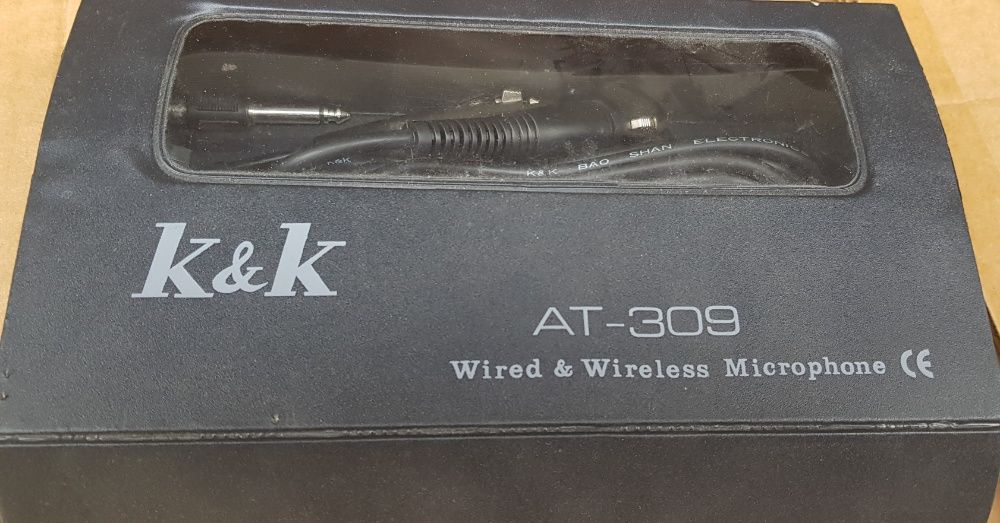 K&K
K&K BAO SHAN ELECTRONIC
k&k
AT-309
Wired & Wireless Microphone CE